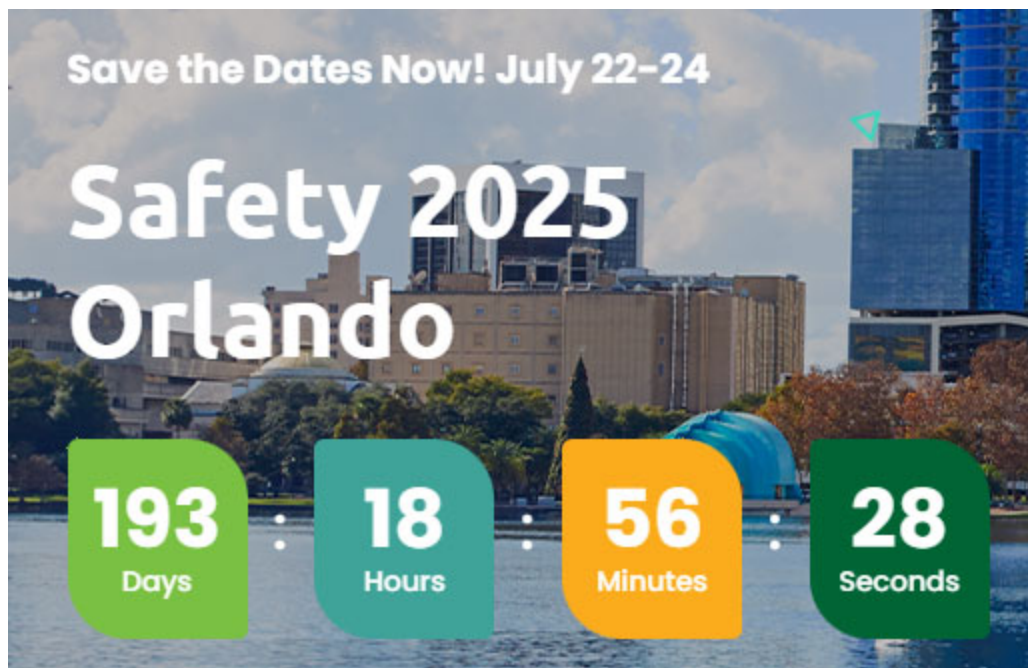 Save the Dates Now! July 22-24
Safety 2025
Orlando
193 : 18 : 56 : 28
Days Hours Minutes Seconds